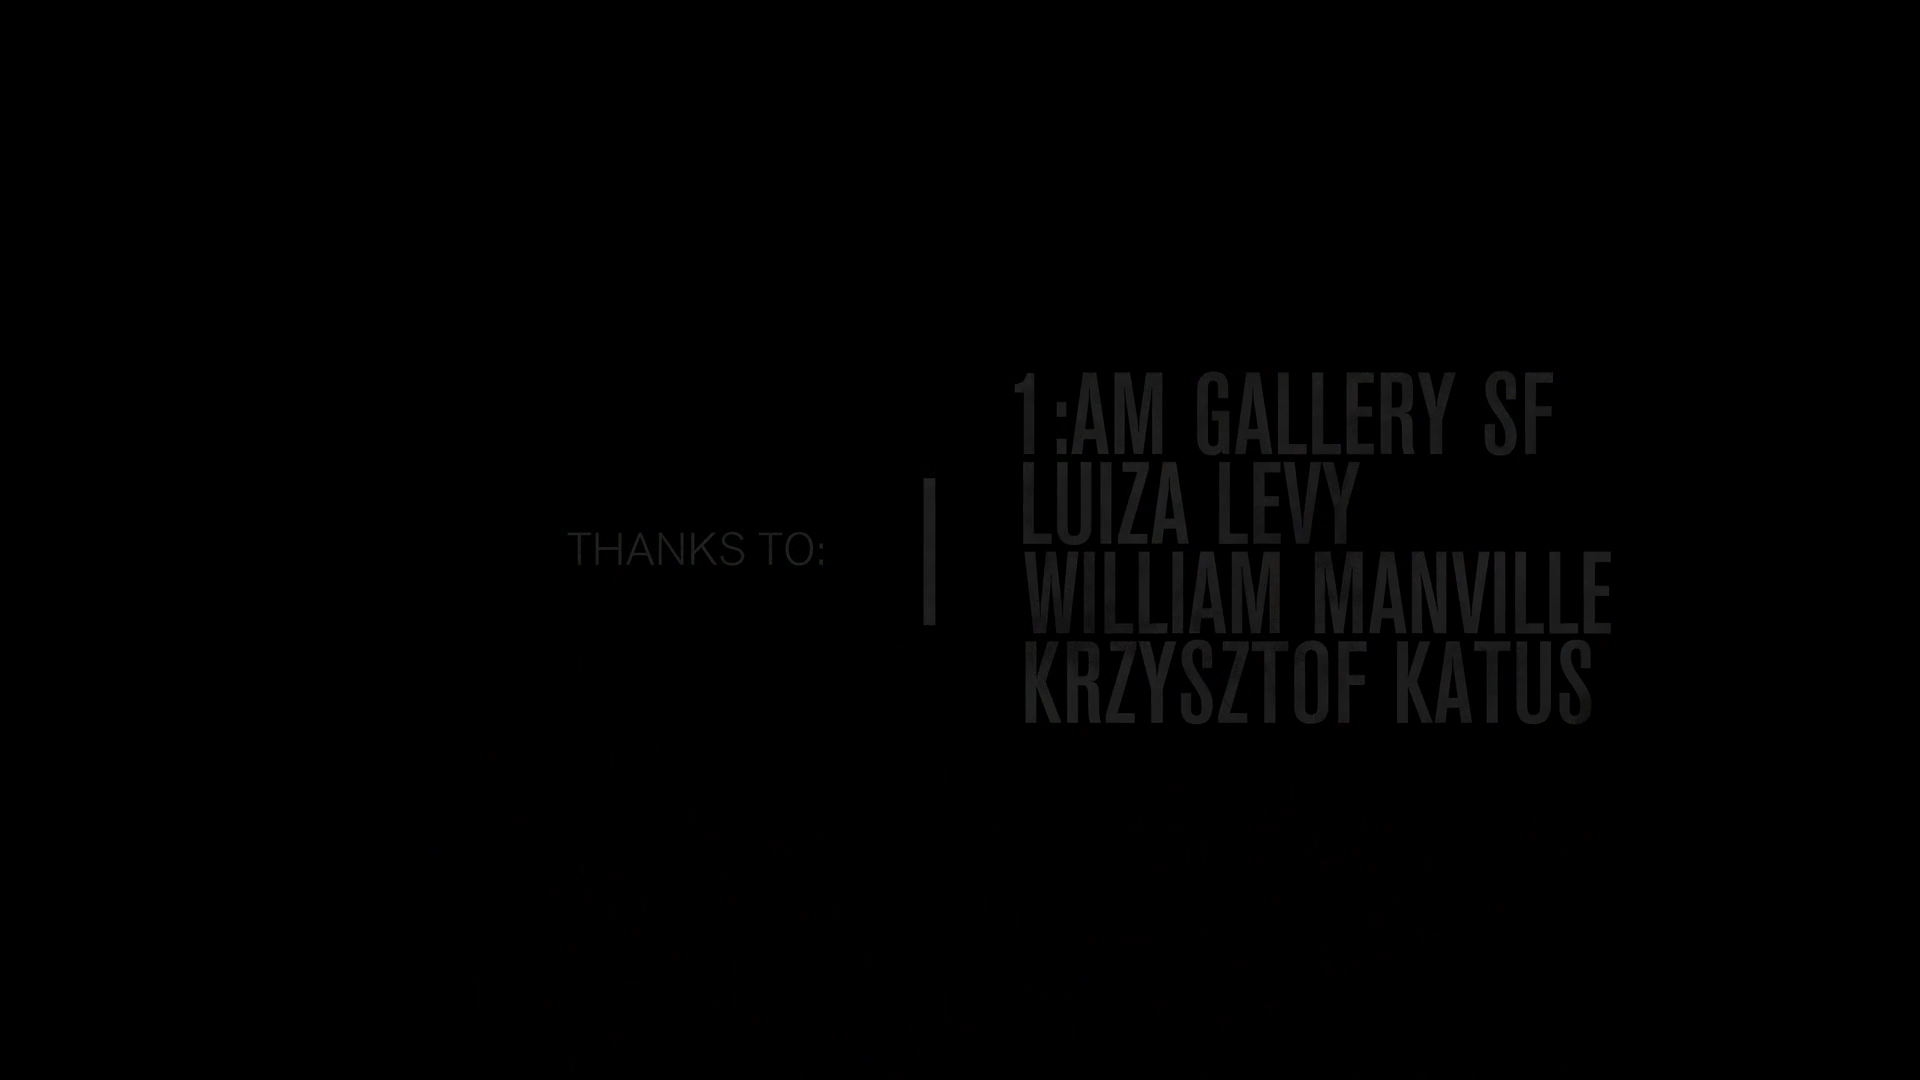 THANKS TO:
1:AM GALLERY SF
LUIZA LEVY
WILLIAM MANVILLE
KRZYSZTOF KATUS